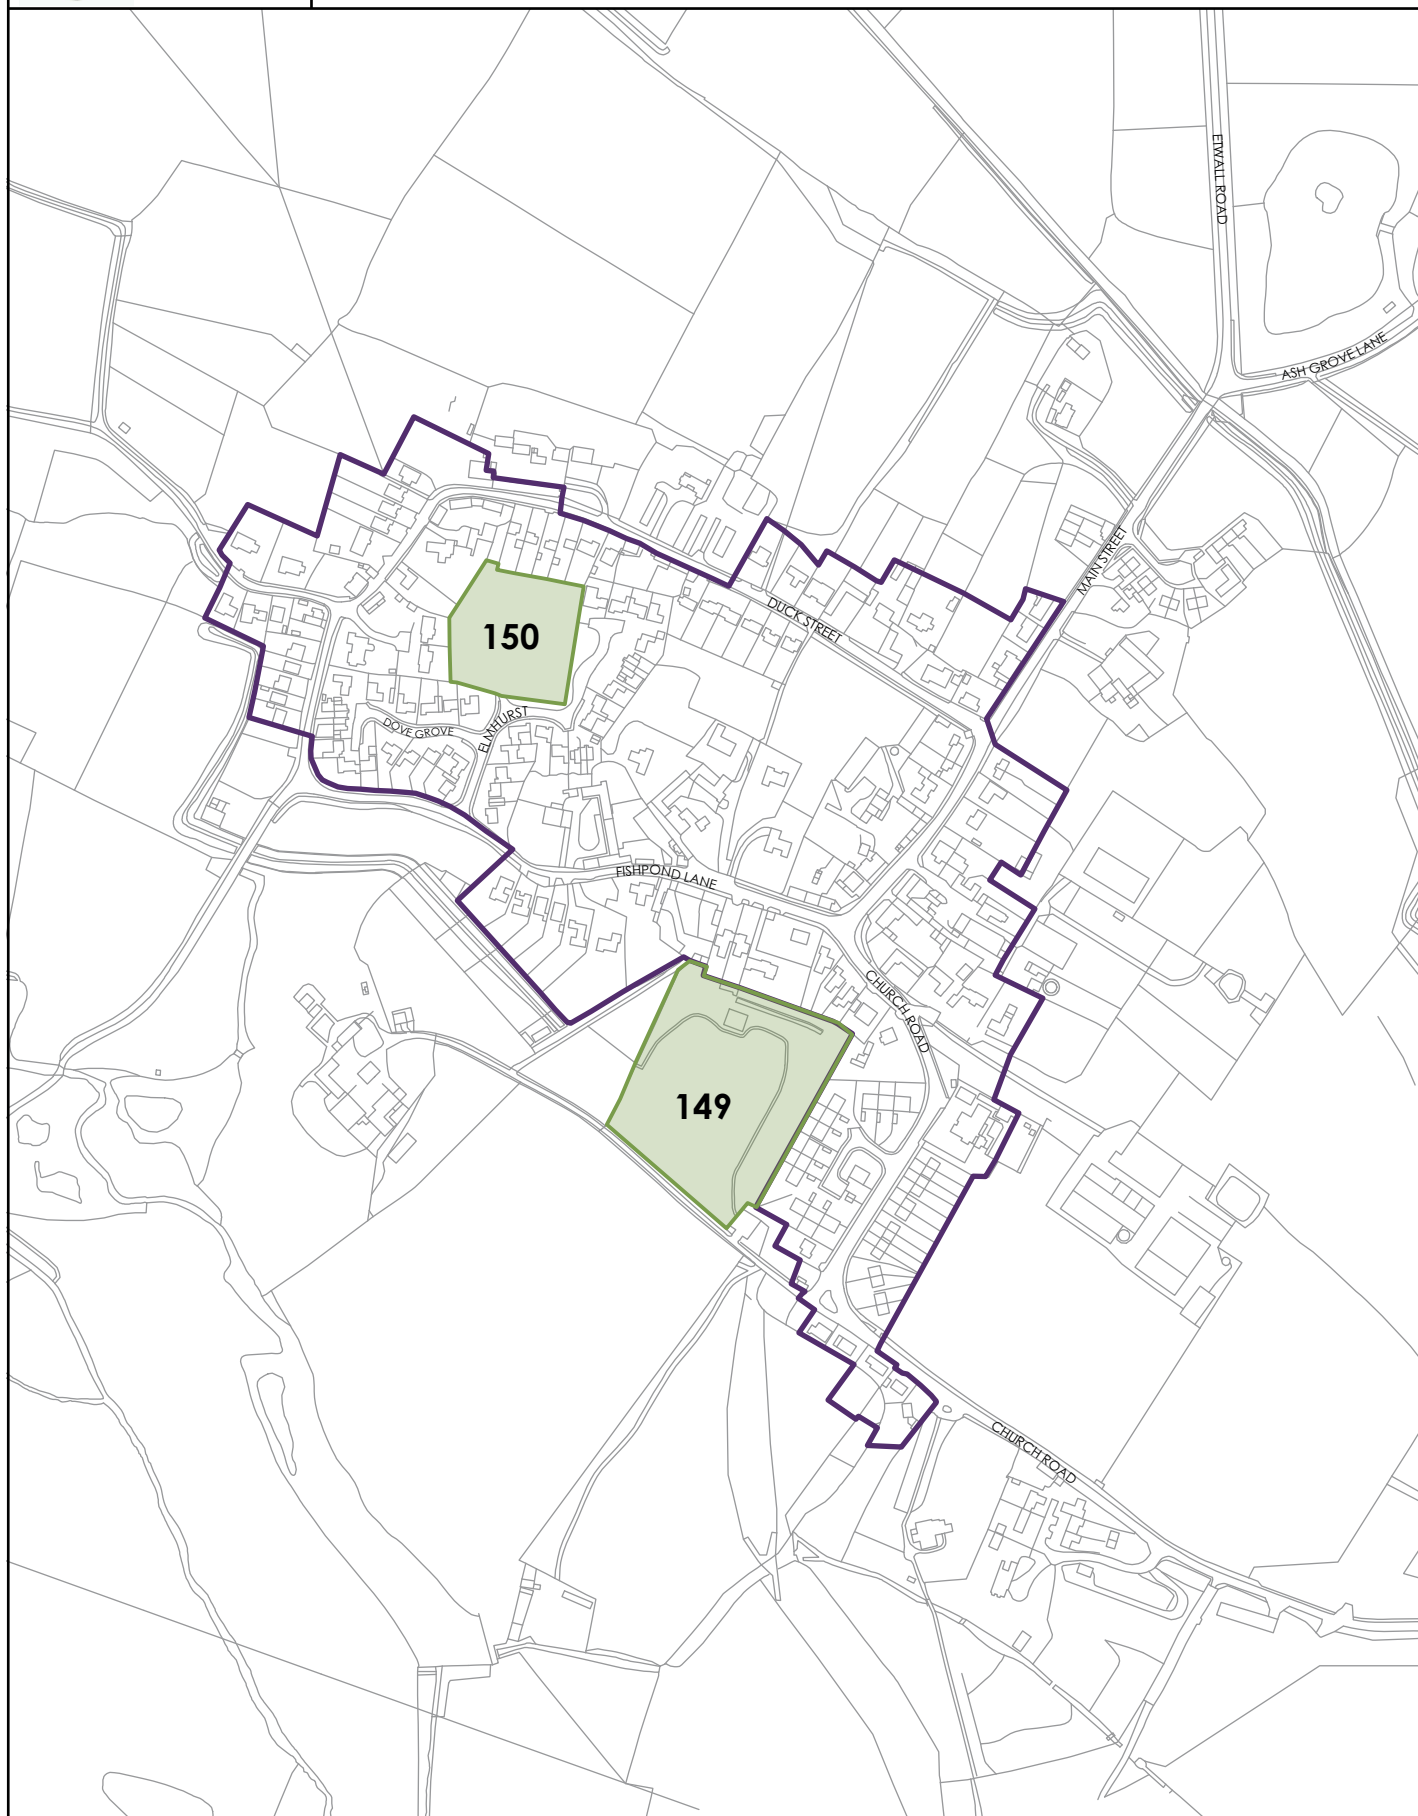 ETWALL ROAD
ASH GROVE LANE
MAIN STREET
DUCK STREET
150
ELMHURST
DOVE GROVE
FISHPOND LANE
CHURCH ROAD
149
CHURCH ROAD